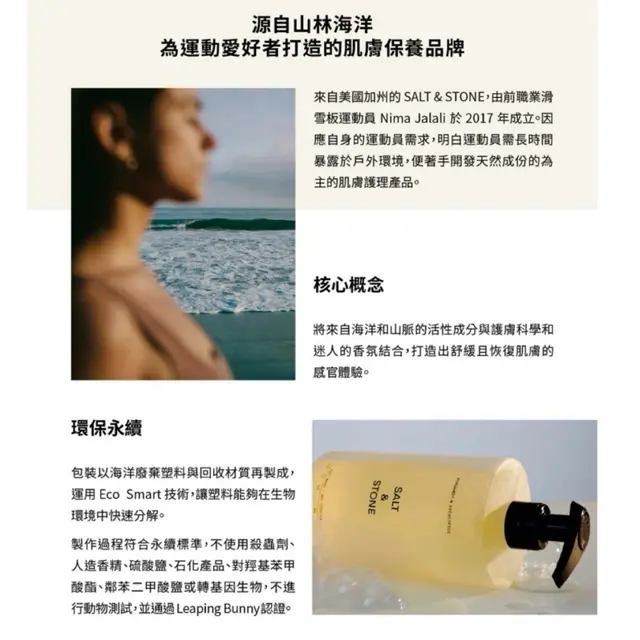 源自山林海洋
為運動愛好者打造的肌膚保養品牌
來自美國加州的 SALT & STONE,由前職業滑
雪板運動員 Nima Jalali 於 2017 年成立。因
應自身的運動員需求,明白運動員需長時間
暴露於戶外環境,便著手開發天然成份的為
主的肌膚護理產品。
核心概念
將來自海洋和山脈的活性成分與護膚科學和
迷人的香氛結合,打造出舒緩且恢復肌膚的
感官體驗。
環保永續
包裝以海洋廢棄塑料與回收材質再製成,
運用 Eco Smart 技術,讓塑料能夠在生物
環境中快速分解。
製作過程符合永續標準,不使用殺蟲劑、
人造香精、硫酸鹽、石化產品、對羥基苯甲
酸酯、鄰苯二甲酸鹽或轉基因生物,不進
行動物測試,並通過 Leaping Bunny認證。
SALT
&
STONE